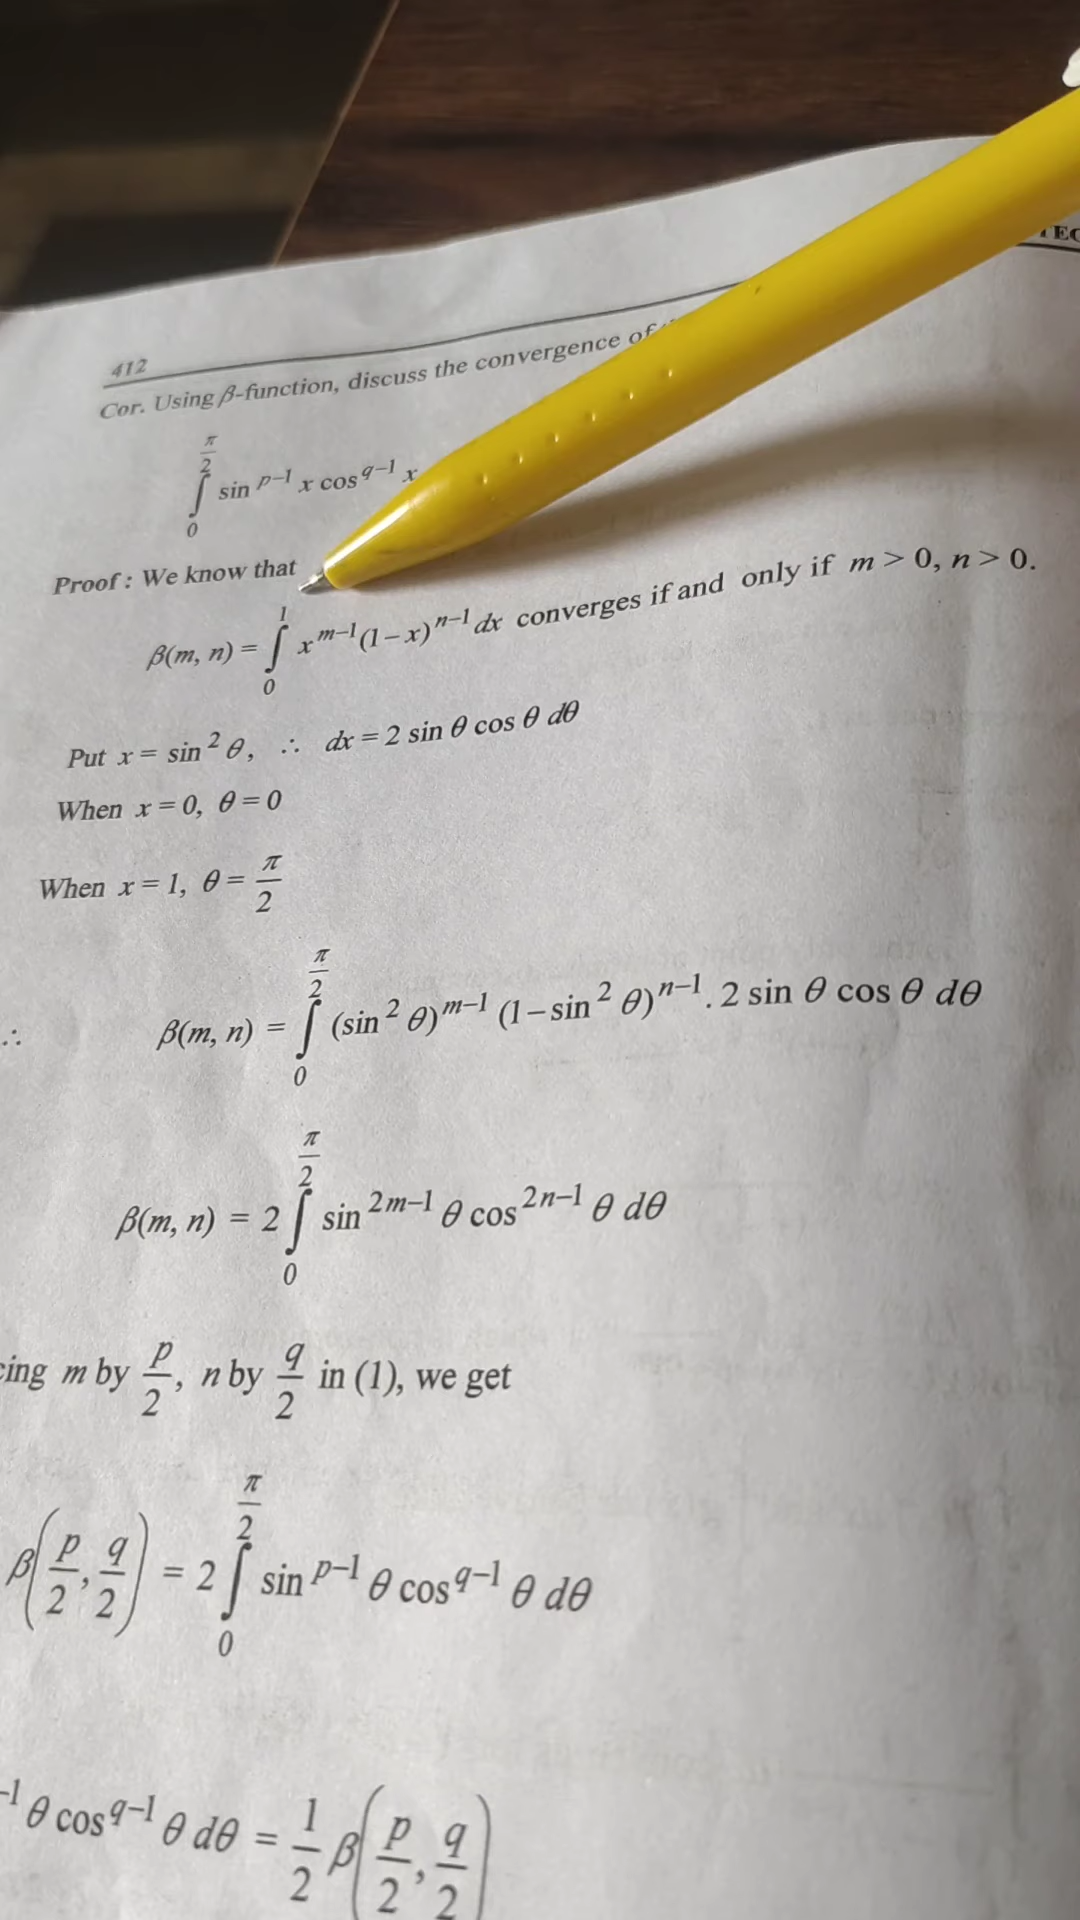 412
Cor. Using β-function, discuss the convergence of
∫₀^{π/2} sin^{p–1} x cos^{q–1} x
Proof : We know that
β(m, n) = ∫₀¹ x^{m–1} (1 – x)^{n–1} dx converges if and only if m > 0, n > 0.
Put x = sin² θ, ∴ dx = 2 sin θ cos θ dθ
When x = 0, θ = 0
When x = 1, θ = π/2
∴ β(m, n) = ∫₀^{π/2} (sin² θ)^{m–1} (1 – sin² θ)^{n–1} . 2 sin θ cos θ dθ
β(m, n) = 2 ∫₀^{π/2} sin^{2m–1} θ cos^{2n–1} θ dθ
m by p/2, n by q/2 in (1), we get
β(p/2, q/2) = 2 ∫₀^{π/2} sin^{p–1} θ cos^{q–1} θ dθ
θ cos^{q–1} θ dθ = 1/2 β(p/2, q/2)